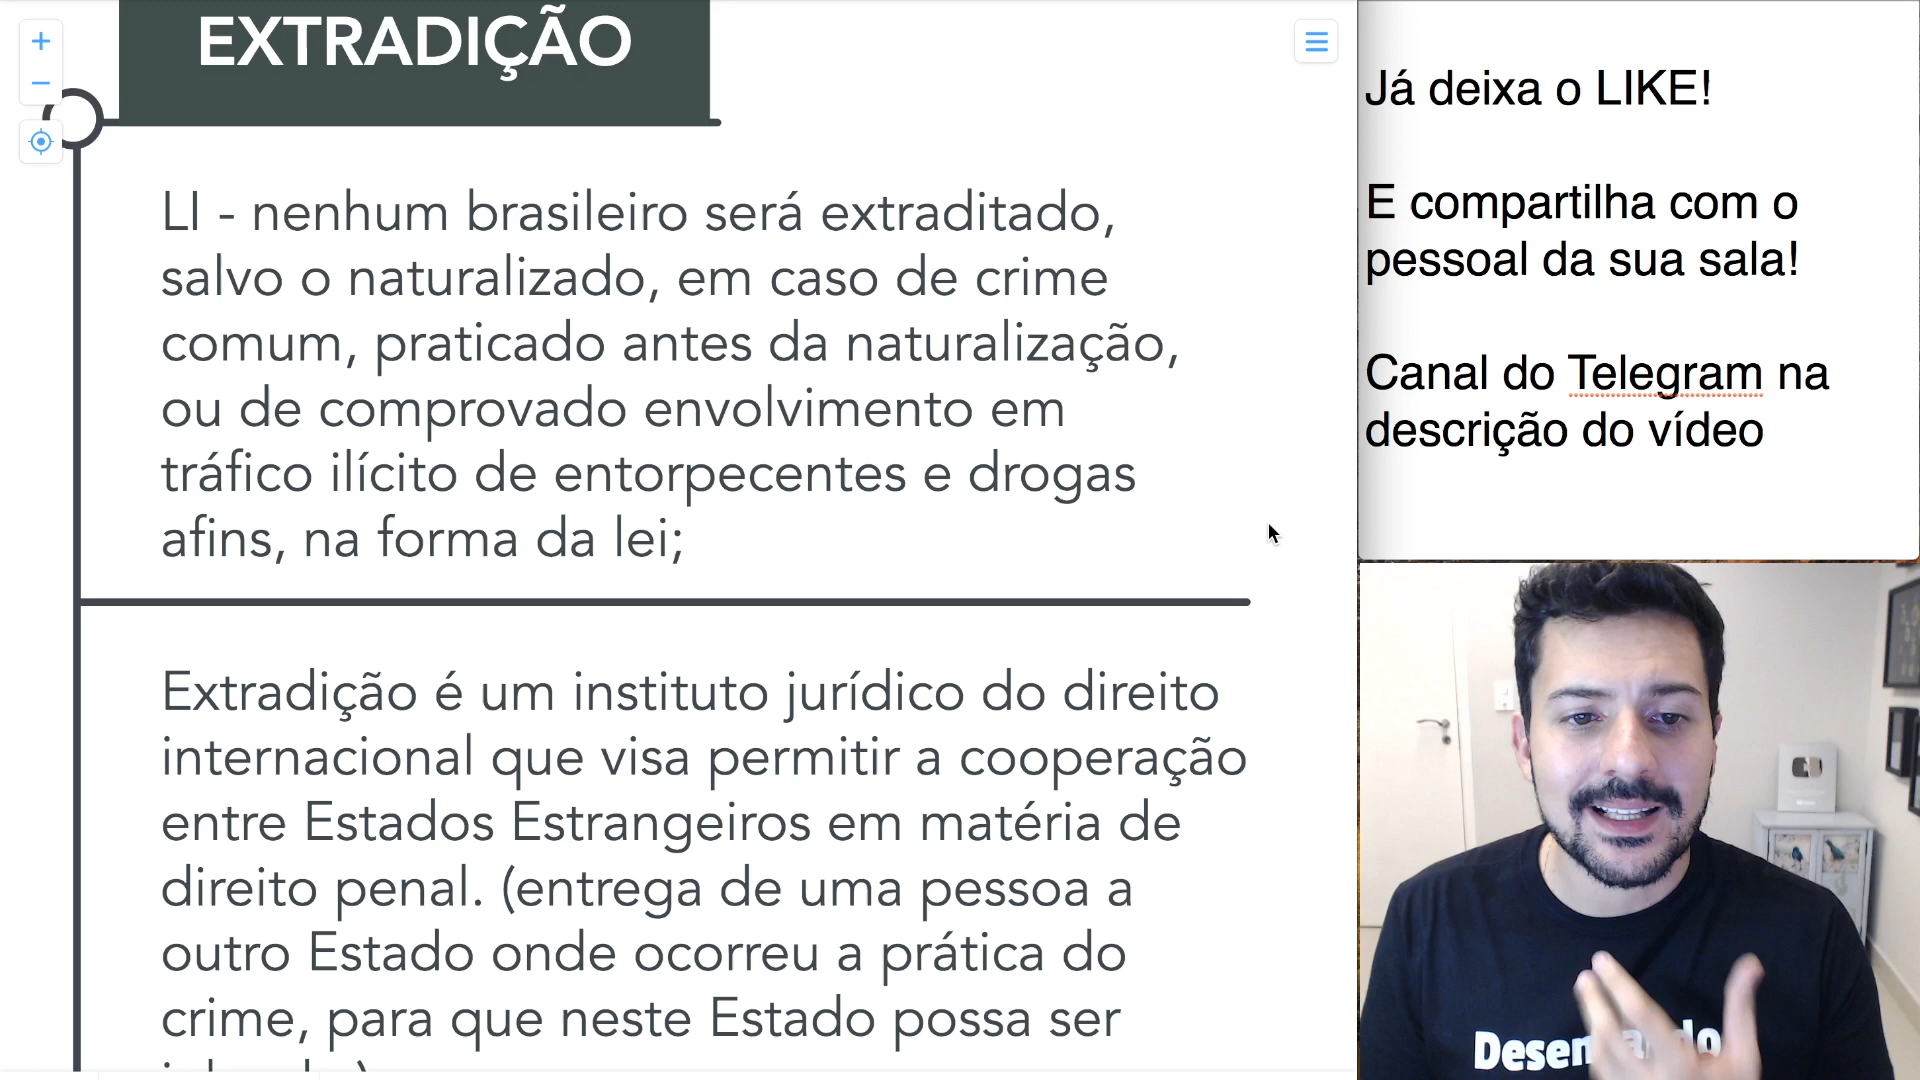 EXTRADIÇÃO
LI - nenhum brasileiro será extraditado,
salvo o naturalizado, em caso de crime
comum, praticado antes da naturalização,
ou de comprovado envolvimento em
tráfico ilícito de entorpecentes e drogas
afins, na forma da lei;
Extradição é um instituto jurídico do direito
internacional que visa permitir a cooperação
entre Estados Estrangeiros em matéria de
direito penal. (entrega de uma pessoa a
outro Estado onde ocorreu a prática do
crime, para que neste Estado possa ser
Já deixa o LIKE!
E compartilha com o
pessoal da sua sala!
Canal do Telegram na
descrição do vídeo